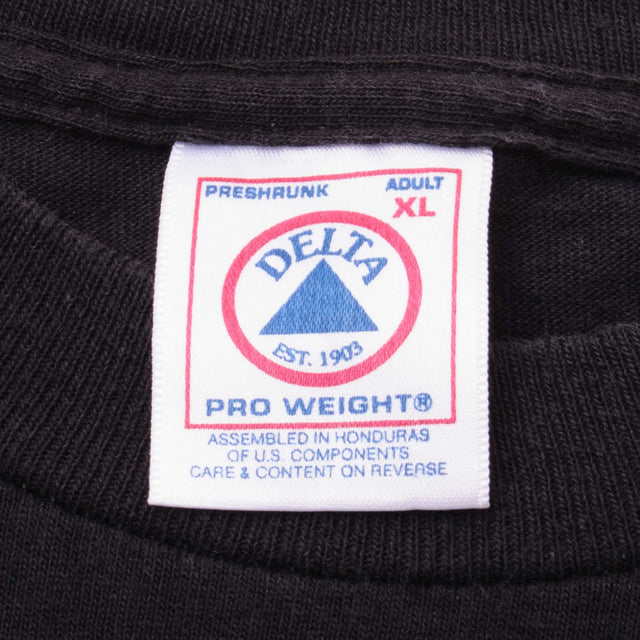 PRESHRUNK ADULT
XL
DELTA
EST. 1903
PRO WEIGHT®
ASSEMBLED IN HONDURAS
OF U.S. COMPONENTS
CARE & CONTENT ON REVERSE